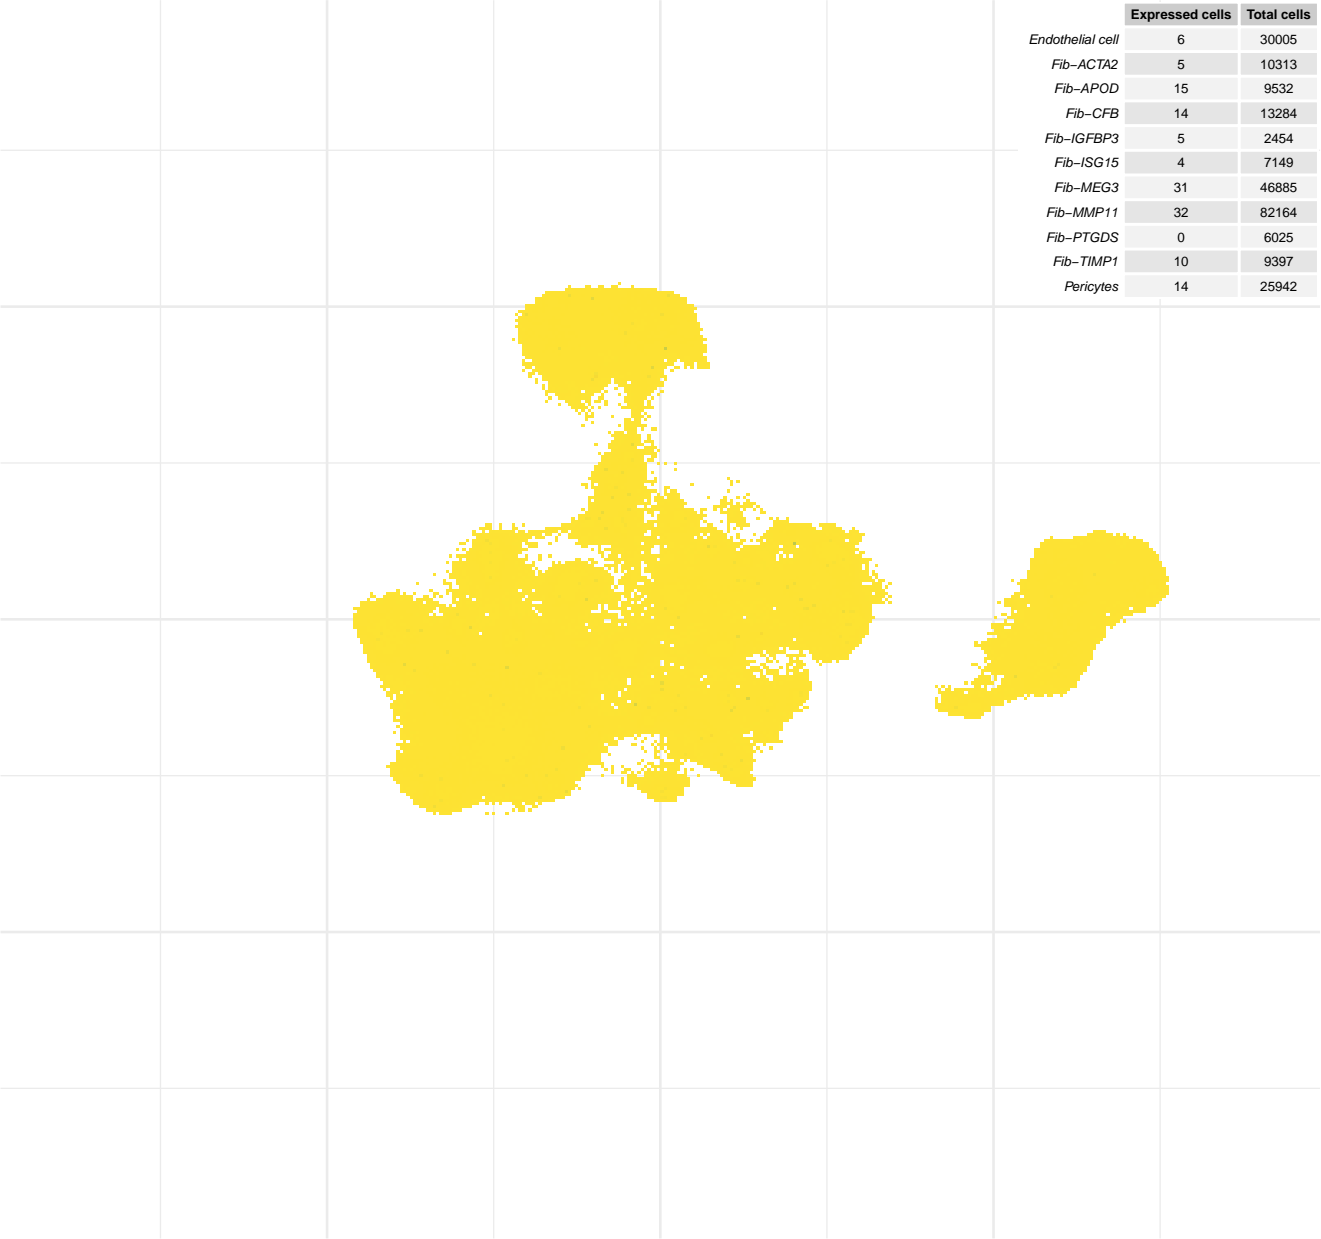 Expressed cells Total cells
Endothelial cell 6 30005
Fib−ACTA2 5 10313
Fib−APOD 15 9532
Fib−CFB 14 13284
Fib−IGFBP3 5 2454
Fib−ISG15 4 7149
Fib−MEG3 31 46885
Fib−MMP11 32 82164
Fib−PTGDS 0 6025
Fib−TIMP1 10 9397
Pericytes 14 25942